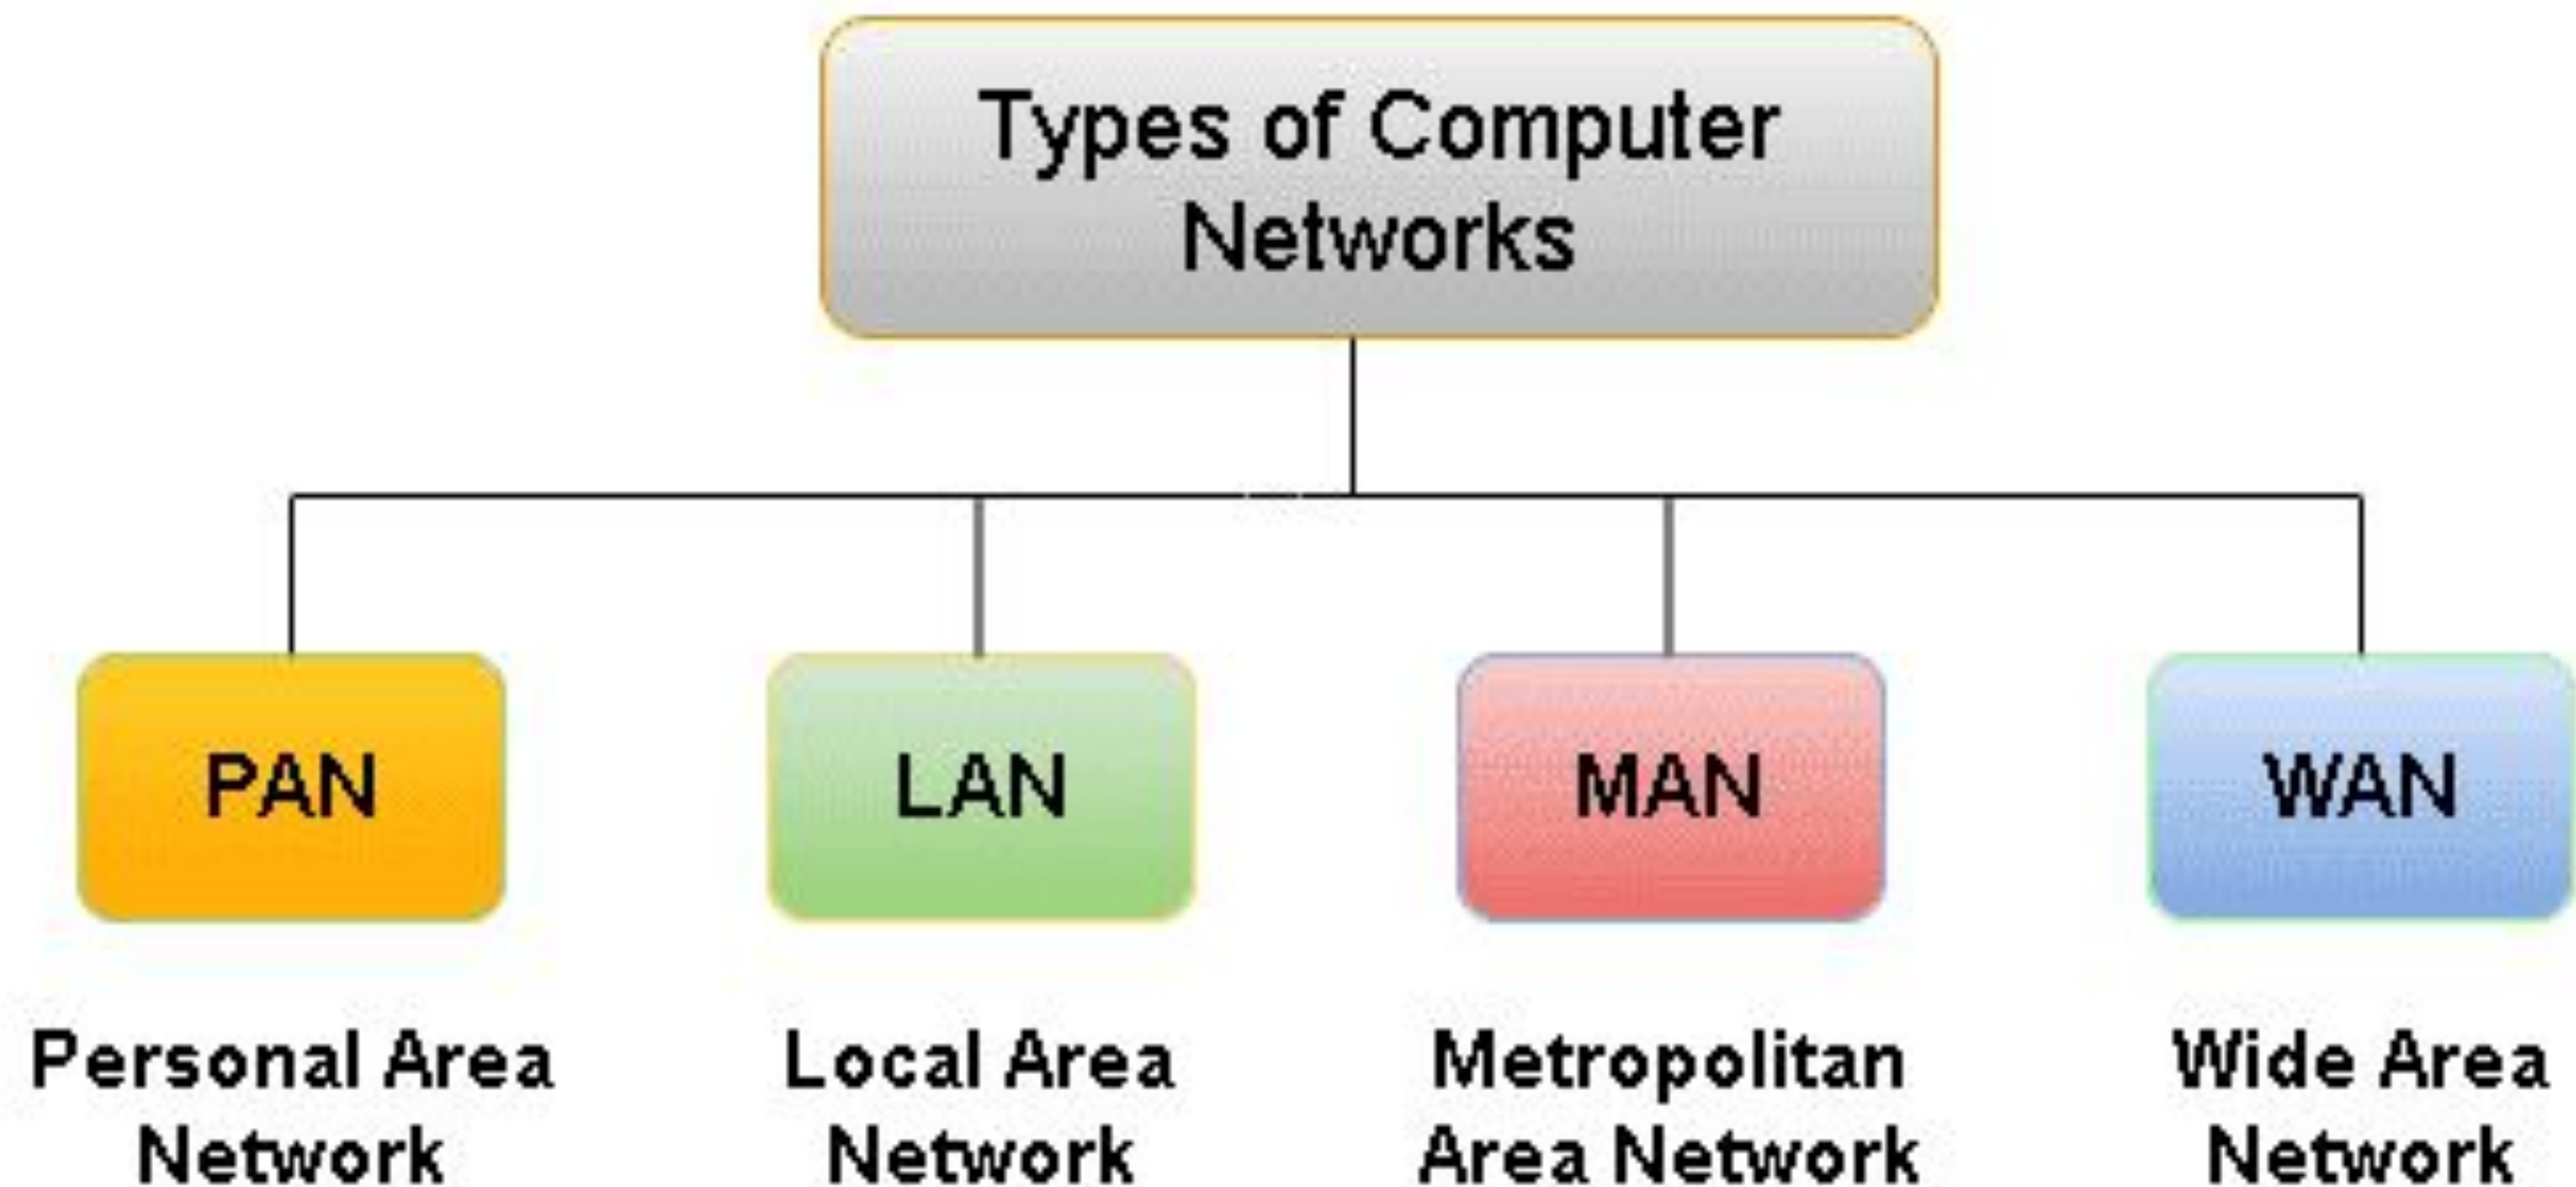 Types of Computer
Networks
PAN
LAN
MAN
WAN
Personal Area
Network
Local Area
Network
Metropolitan
Area Network
Wide Area
Network